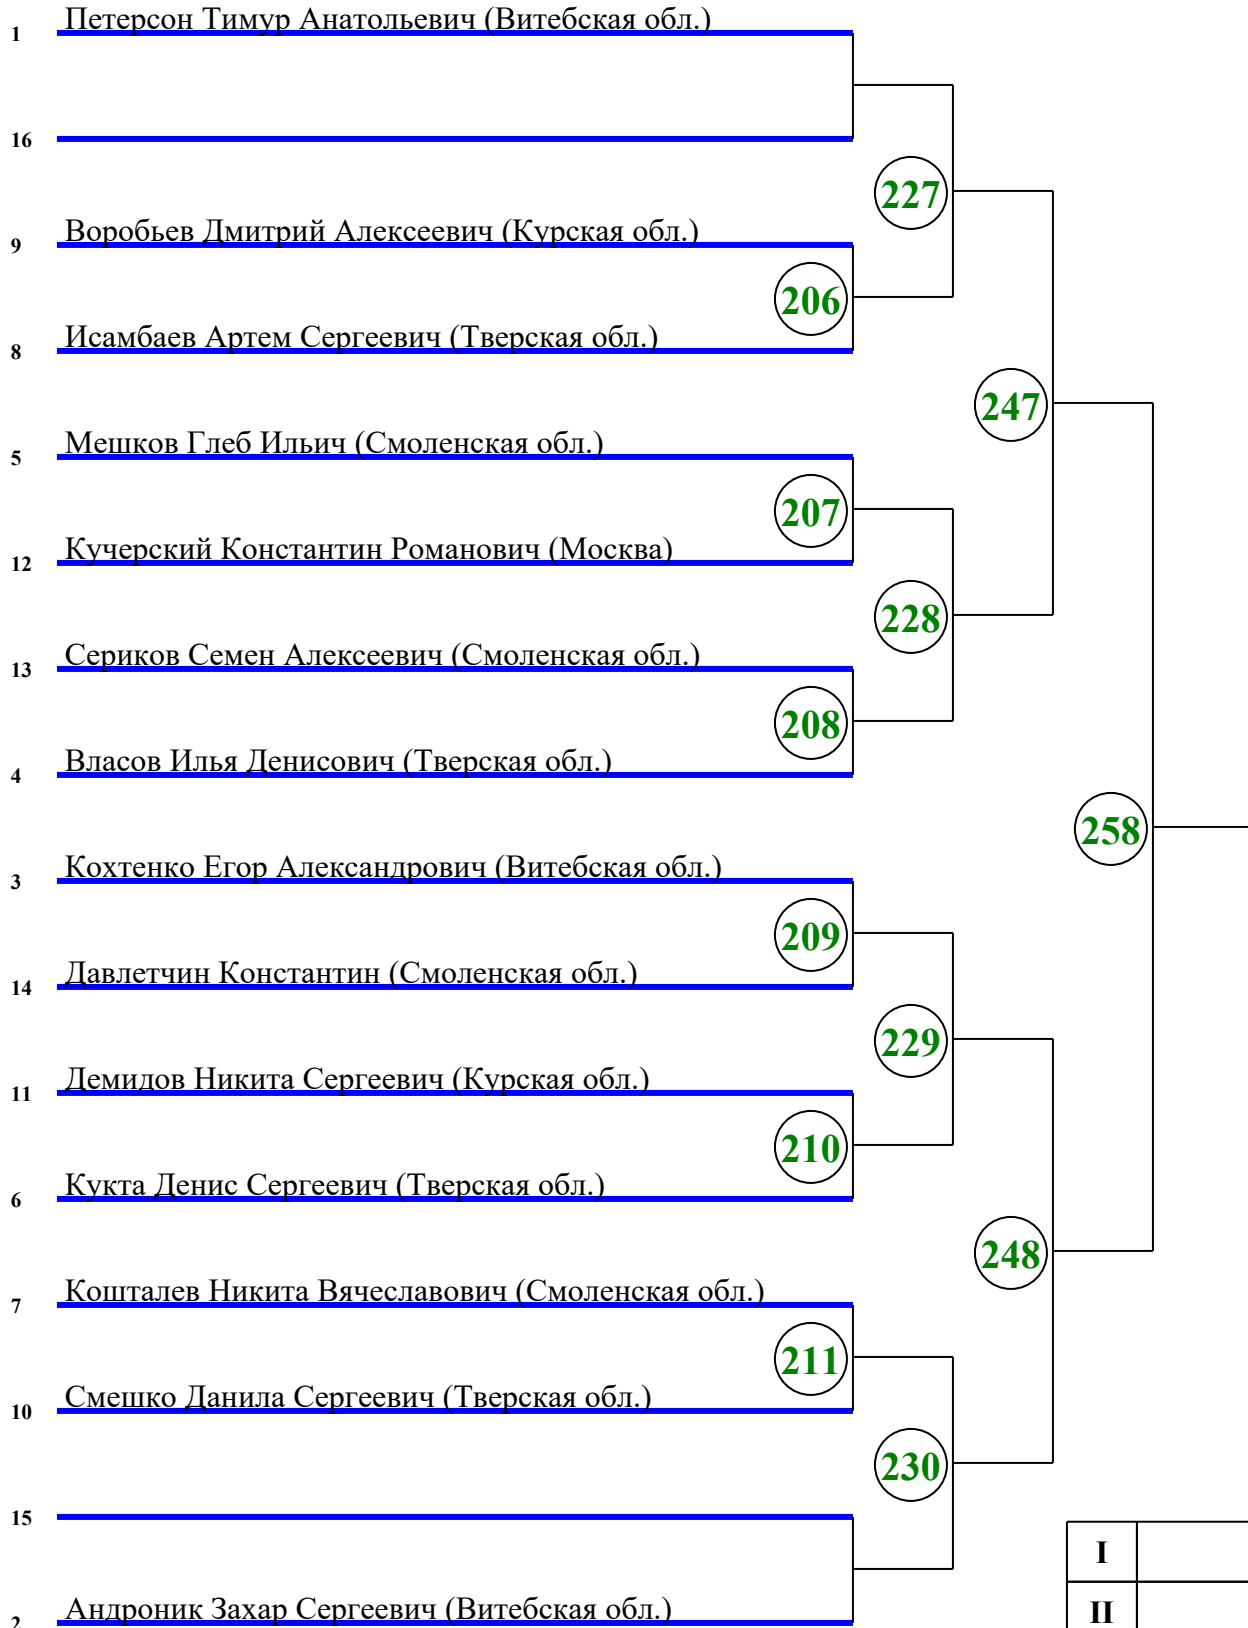 1 Петерсон Тимур Анатольевич (Витебская обл.)
16
227
9 Воробьев Дмитрий Алексеевич (Курская обл.)
206
8 Исамбаев Артем Сергеевич (Тверская обл.)
247
5 Мешков Глеб Ильич (Смоленская обл.)
207
12 Кучерский Константин Романович (Москва)
228
13 Сериков Семен Алексеевич (Смоленская обл.)
208
4 Власов Илья Денисович (Тверская обл.)
258
3 Кохтенко Егор Александрович (Витебская обл.)
209
14 Давлетчин Константин (Смоленская обл.)
229
11 Демидов Никита Сергеевич (Курская обл.)
210
6 Кукта Денис Сергеевич (Тверская обл.)
248
7 Кошталев Никита Вячеславович (Смоленская обл.)
211
10 Смешко Данила Сергеевич (Тверская обл.)
230
15
I
2 Андроник Захар Сергеевич (Витебская обл.)
II